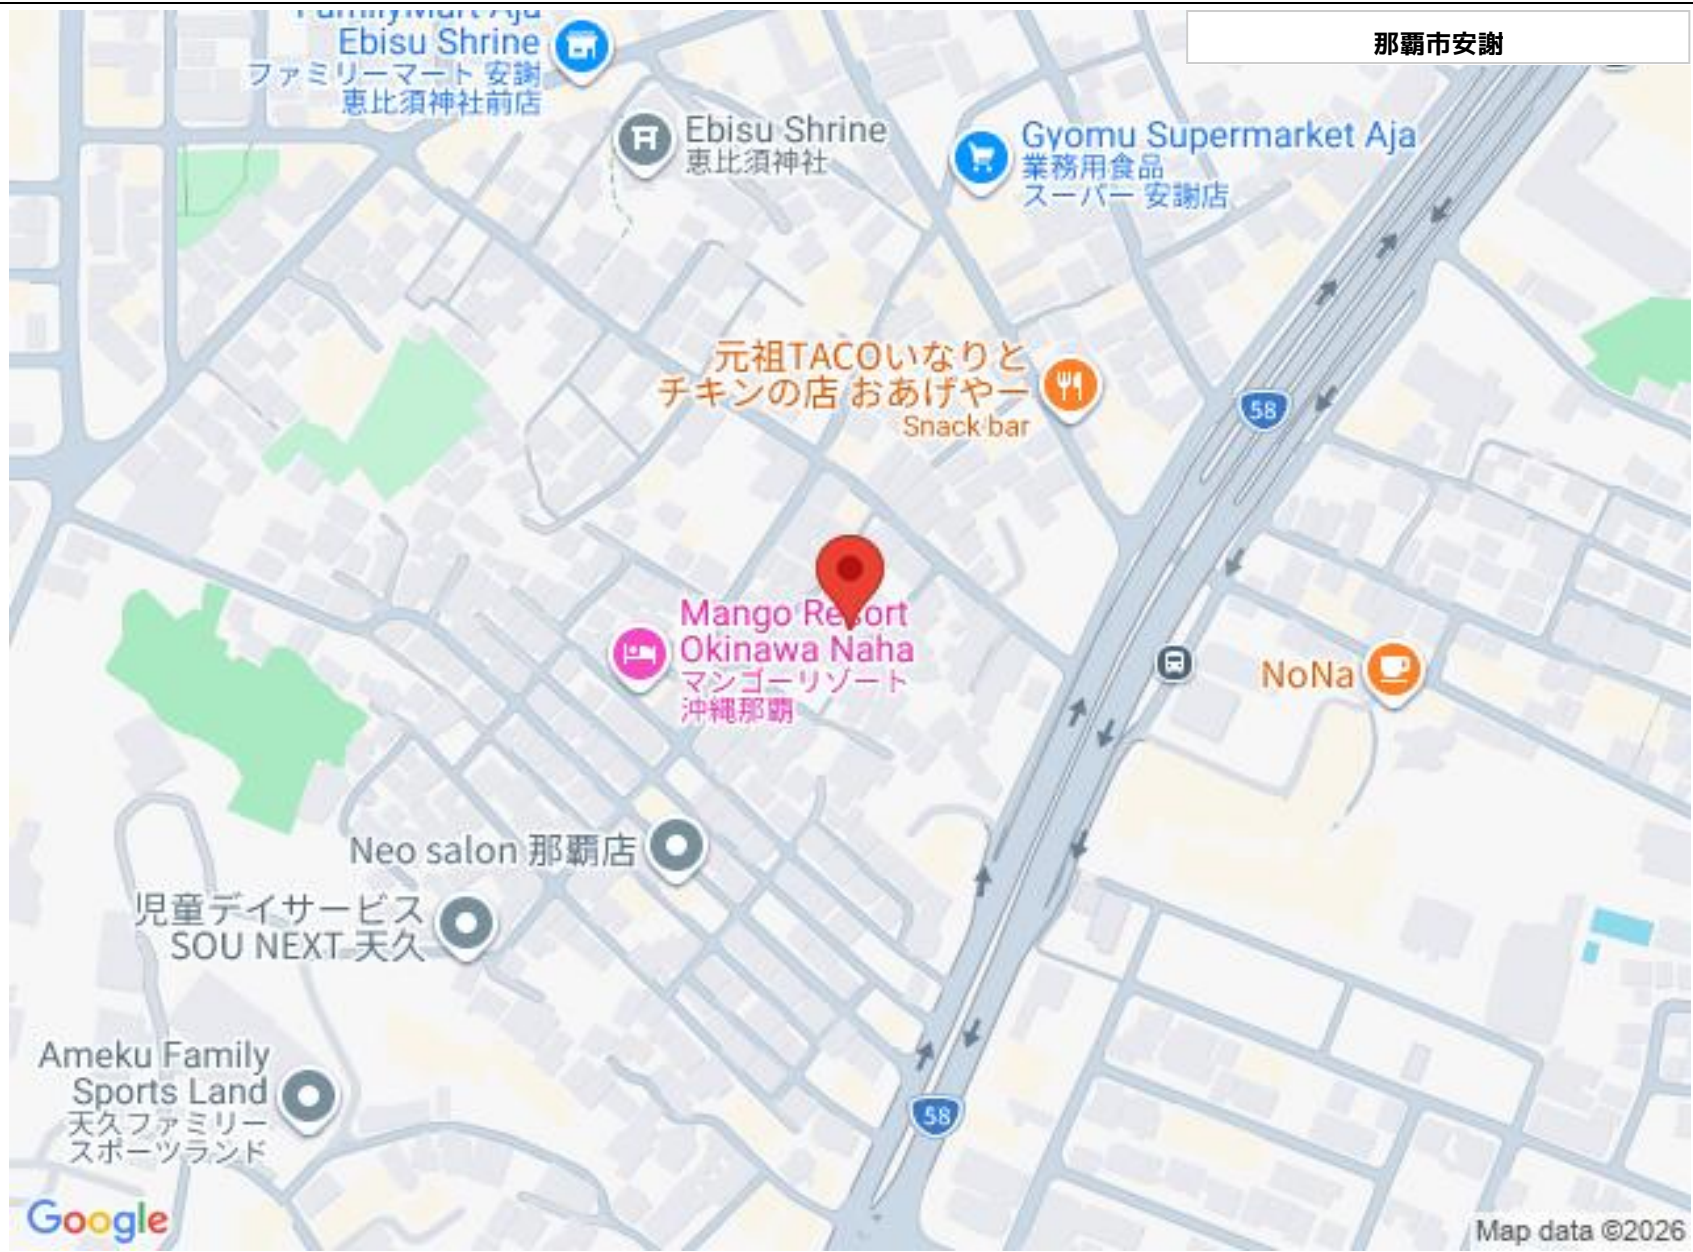 FamilyMart Aja
Ebisu Shrine
ファミリーマート 安謝
恵比須神社前店
那覇市安謝
Ebisu Shrine
恵比須神社
Gyomu Supermarket Aja
業務用食品
スーパー 安謝店
元祖TACOいなりと
チキンの店 おあげやー
Snack bar
58
Mango Resort
Okinawa Naha
マンゴーリゾート
沖縄那覇
NoNa
Neo salon 那覇店
児童デイサービス
SOU NEXT 天久
Ameku Family
Sports Land
天久ファミリー
スポーツランド
58
Google
Map data ©2026